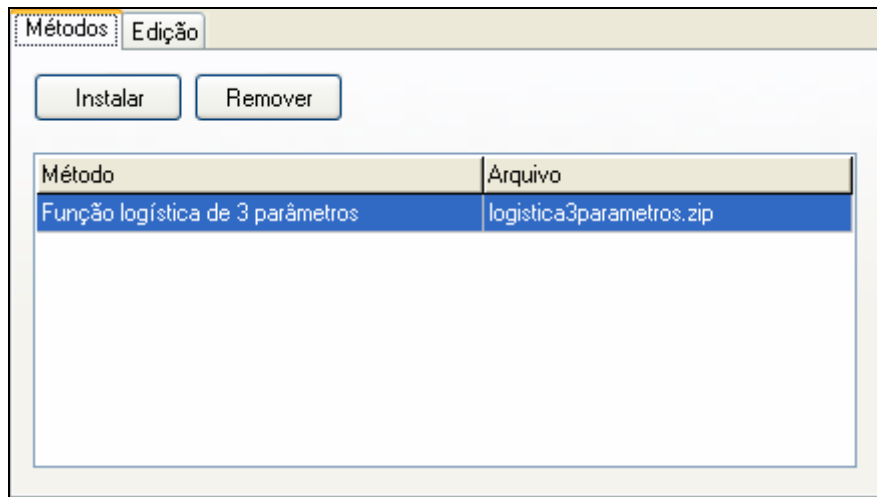 Métodos Edição
Instalar Remover
Método Arquivo
Função logística de 3 parâmetros logistica3parametros.zip